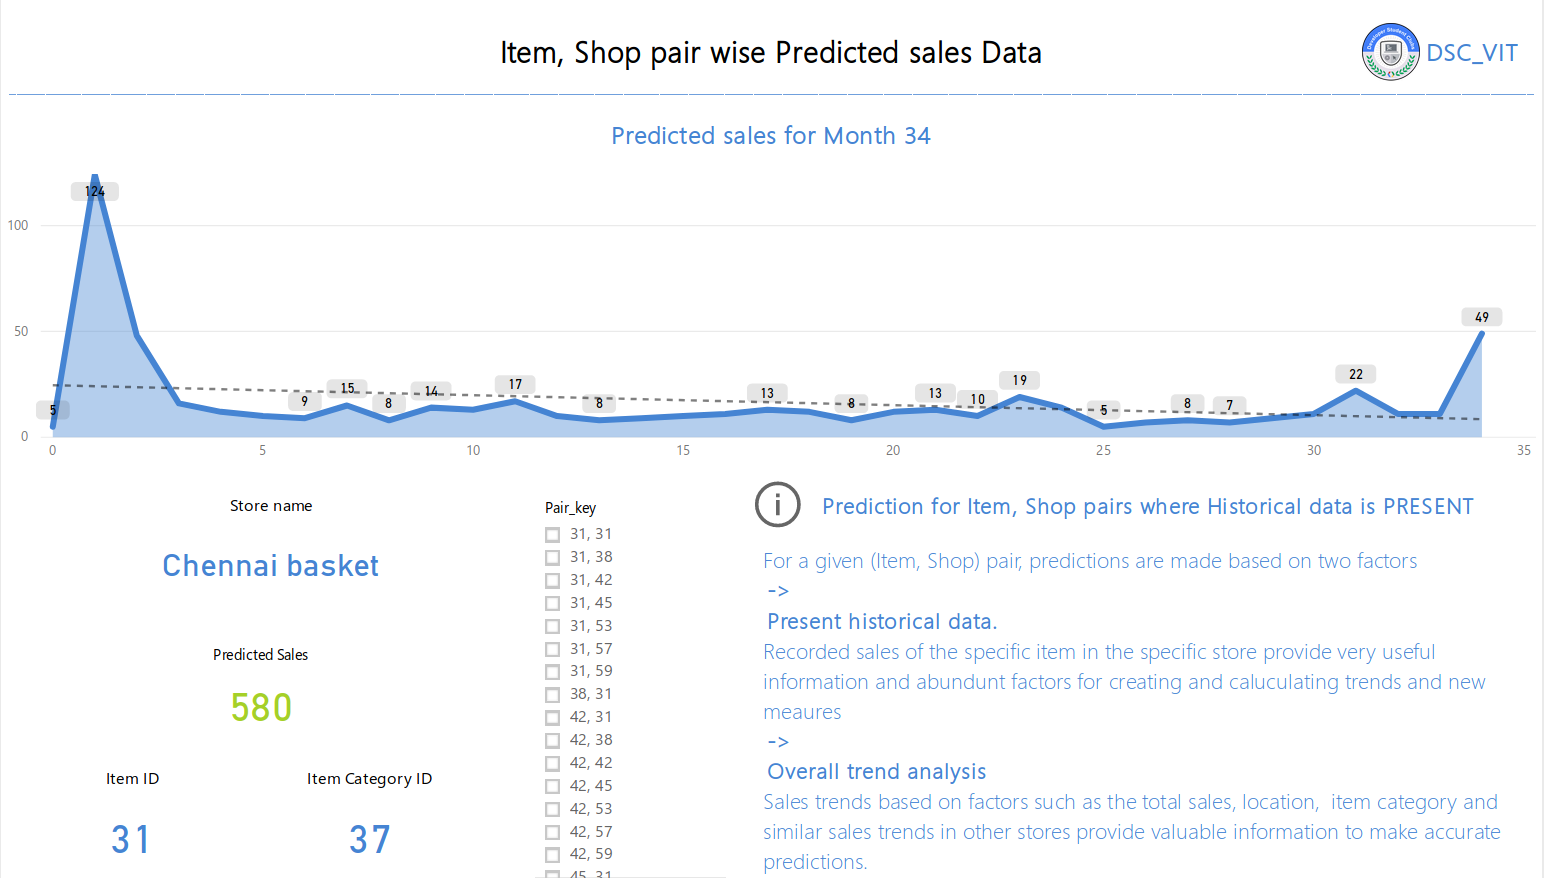 Item, Shop pair wise Predicted sales Data
Developer Student Clubs
DSC_VIT
Predicted sales for Month 34
124
100
50
0
5
9
15
8
14
17
8
13
8
13
10
19
5
8
7
22
49
0
5
10
15
20
25
30
35
Store name
Chennai basket
Predicted Sales
580
Item ID
Item Category ID
31
37
Pair_key
31, 31
31, 38
31, 42
31, 45
31, 53
31, 57
31, 59
38, 31
42, 31
42, 38
42, 42
42, 45
42, 53
42, 57
42, 59
45, 31
i
Prediction for Item, Shop pairs where Historical data is PRESENT
For a given (Item, Shop) pair, predictions are made based on two factors
->
Present historical data.
Recorded sales of the specific item in the specific store provide very useful
information and abundunt factors for creating and caluculating trends and new
meaures
->
Overall trend analysis
Sales trends based on factors such as the total sales, location,  item category and
similar sales trends in other stores provide valuable information to make accurate
predictions.